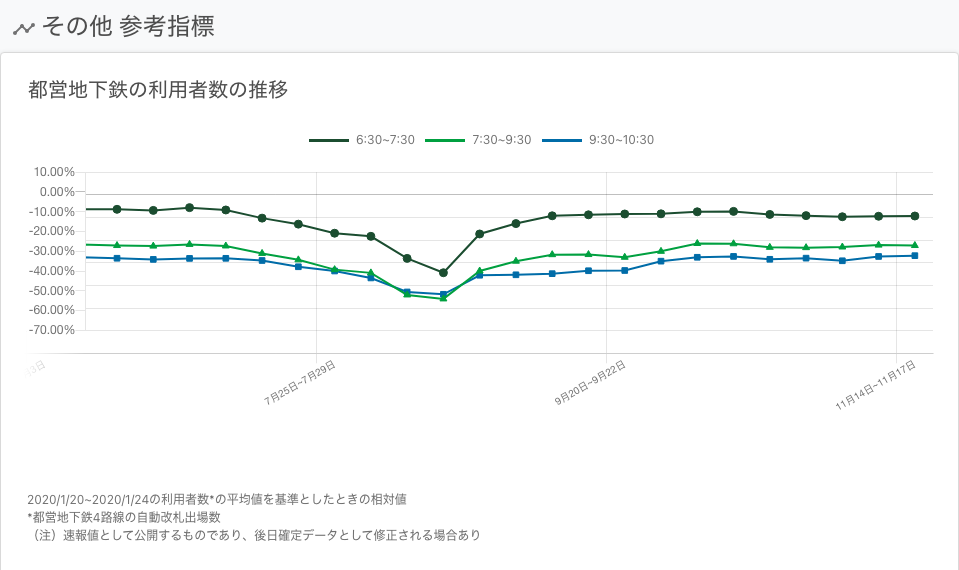 その他 参考指標
都営地下鉄の利用者数の推移
6:30~7:30 7:30~9:30 9:30~10:30
10.00%
0.00%
-10.00%
-20.00%
-30.00%
-40.00%
-50.00%
-60.00%
-70.00%
7月25日~7月29日 9月20日~9月22日 11月14日~11月17日
2020/1/20~2020/1/24の利用者数*の平均値を基準としたときの相対値
*都営地下鉄4路線の自動改札出場数
（注）速報値として公開するものであり、後日確定データとして修正される場合あり